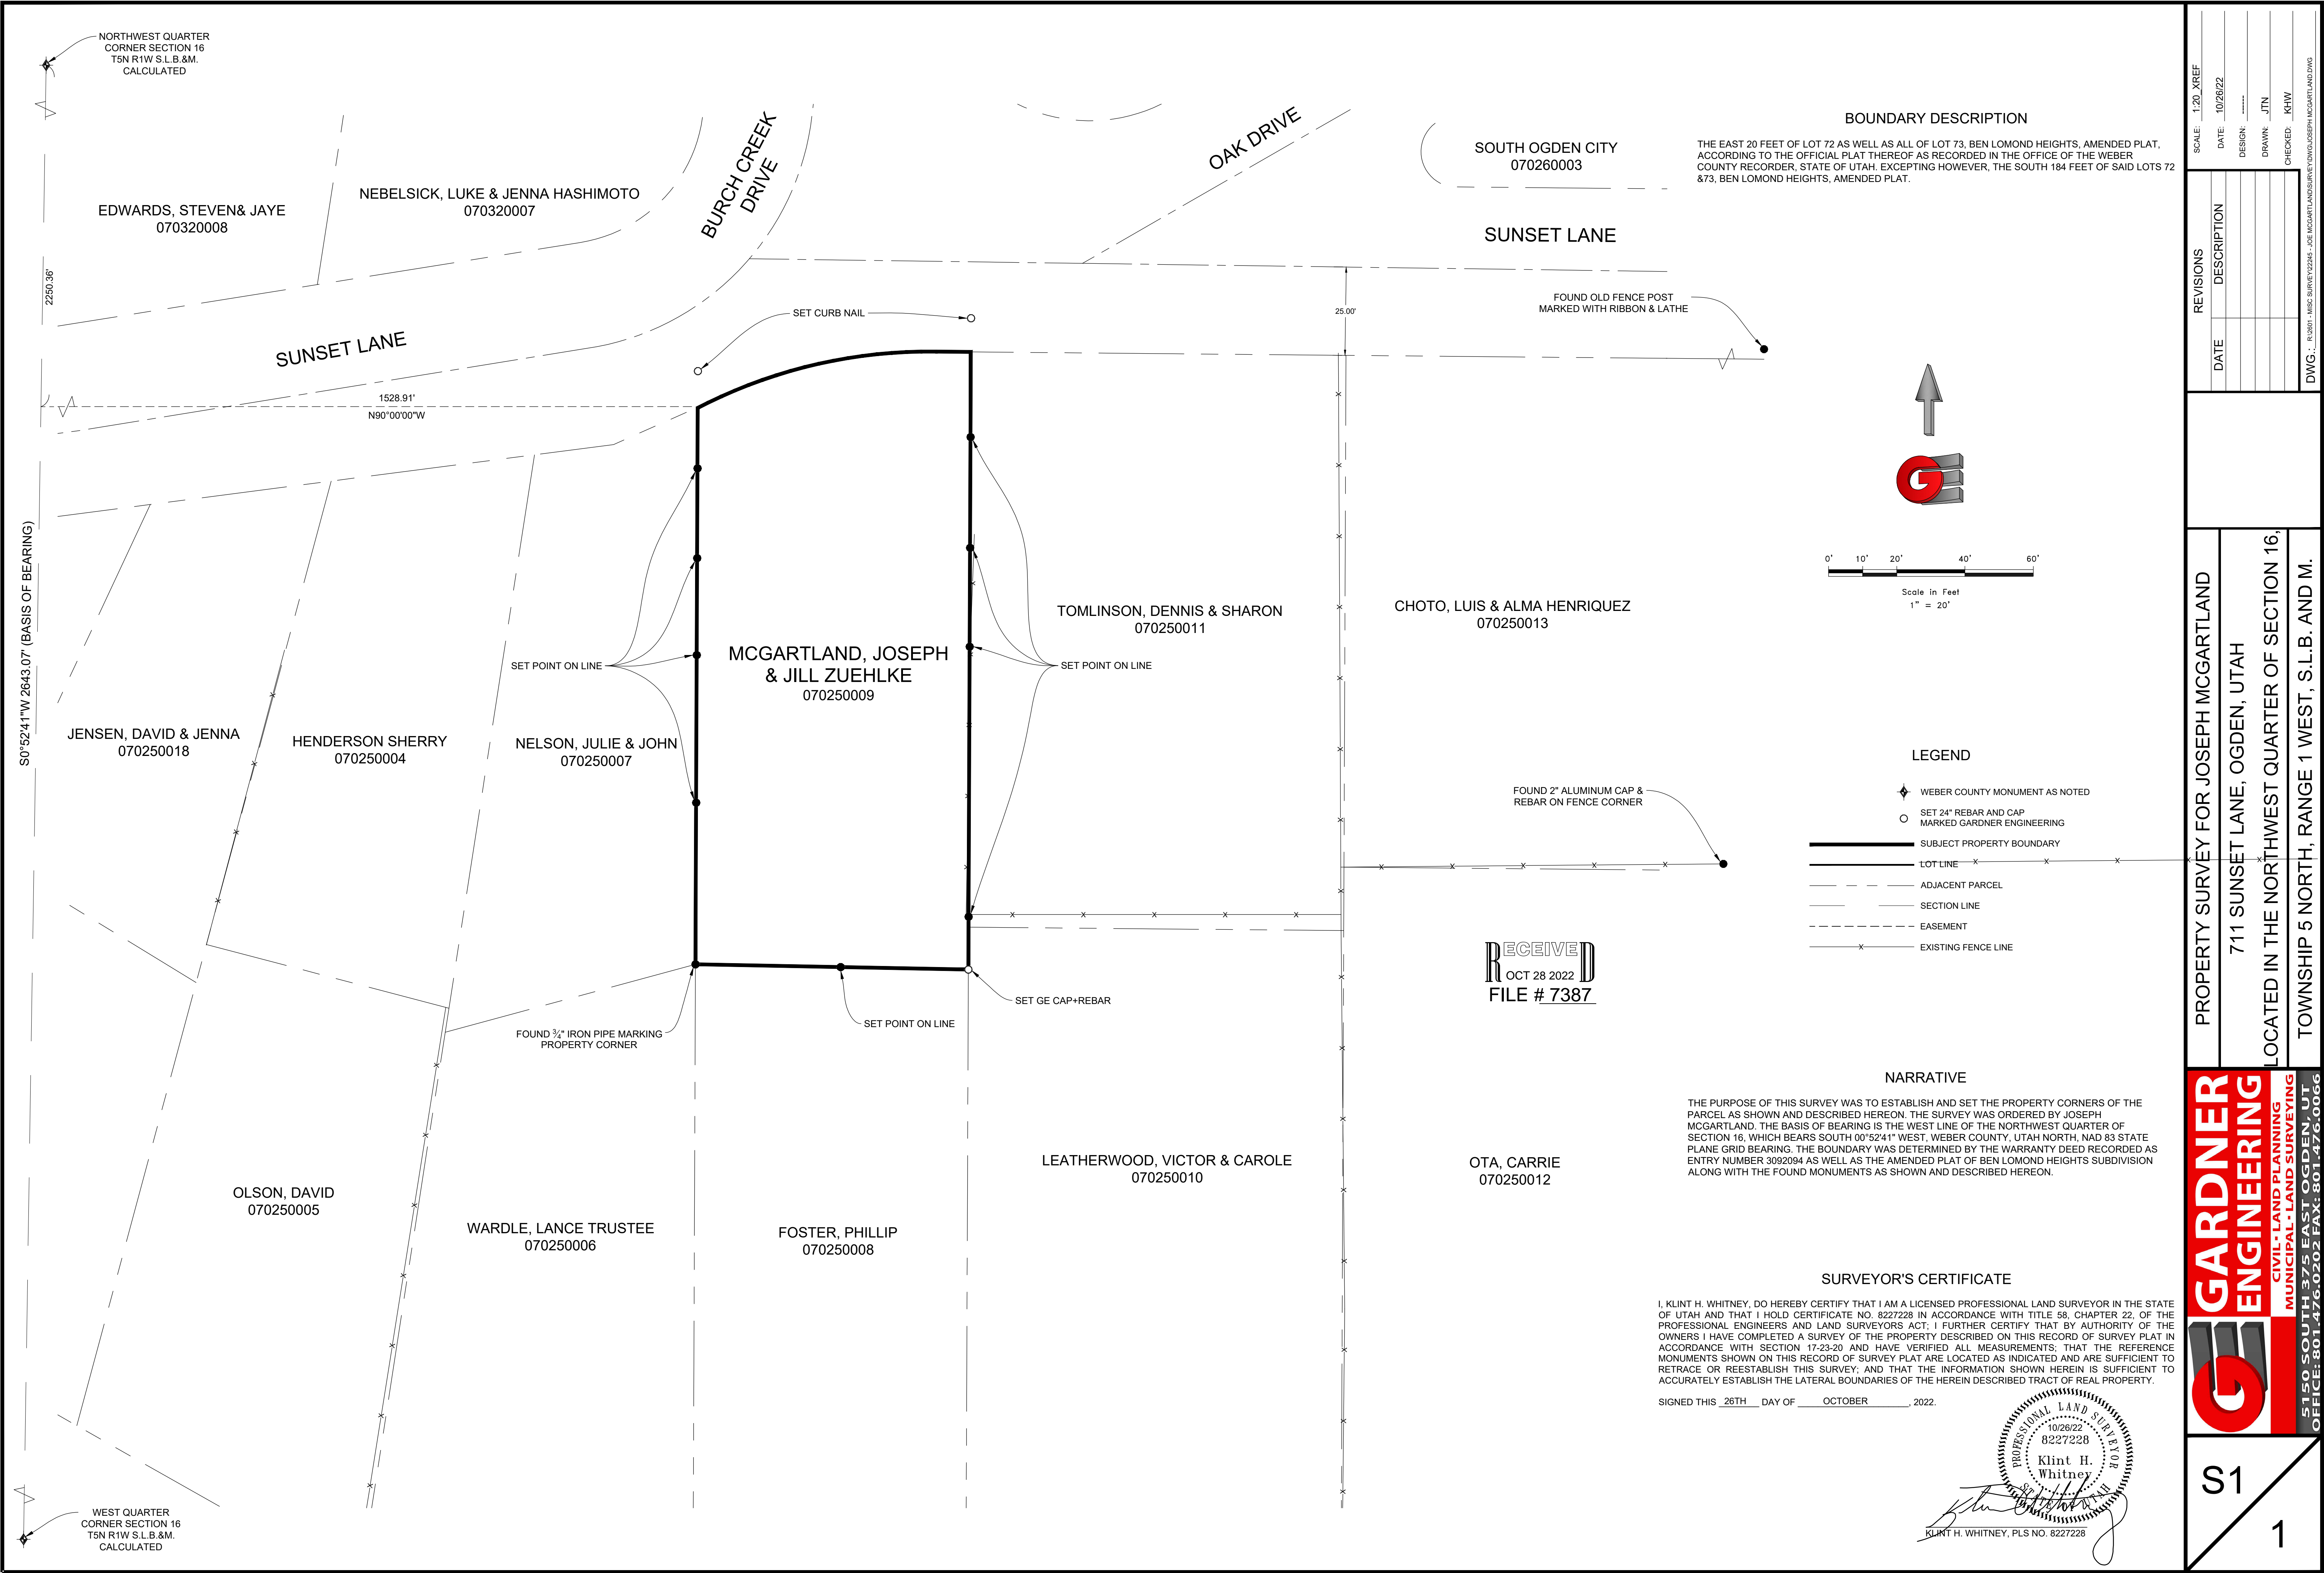 NORTHWEST QUARTER
CORNER SECTION 16
T5N R1W S.L.B.&M.
CALCULATED
EDWARDS, STEVEN& JAYE
070320008
NEBELSICK, LUKE & JENNA HASHIMOTO
070320007
BURCH CREEK
DRIVE
OAK DRIVE
SOUTH OGDEN CITY
070260003
SUNSET LANE
2250.36'
SUNSET LANE
SET CURB NAIL
25.00'
FOUND OLD FENCE POST
MARKED WITH RIBBON & LATHE
1528.91'
N90°00'00"W
S0°52'41"W 2643.07' (BASIS OF BEARING)
JENSEN, DAVID & JENNA
070250018
HENDERSON SHERRY
070250004
NELSON, JULIE & JOHN
070250007
SET POINT ON LINE
MCGARTLAND, JOSEPH
& JILL ZUEHLKE
070250009
SET POINT ON LINE
TOMLINSON, DENNIS & SHARON
070250011
CHOTO, LUIS & ALMA HENRIQUEZ
070250013
FOUND 2" ALUMINUM CAP &
REBAR ON FENCE CORNER
FOUND ¾" IRON PIPE MARKING
PROPERTY CORNER
SET POINT ON LINE
SET GE CAP+REBAR
RECEIVED
OCT 28 2022
FILE # 7387
OLSON, DAVID
070250005
WARDLE, LANCE TRUSTEE
070250006
FOSTER, PHILLIP
070250008
LEATHERWOOD, VICTOR & CAROLE
070250010
OTA, CARRIE
070250012
WEST QUARTER
CORNER SECTION 16
T5N R1W S.L.B.&M.
CALCULATED
BOUNDARY DESCRIPTION
THE EAST 20 FEET OF LOT 72 AS WELL AS ALL OF LOT 73, BEN LOMOND HEIGHTS, AMENDED PLAT,
ACCORDING TO THE OFFICIAL PLAT THEREOF AS RECORDED IN THE OFFICE OF THE WEBER
COUNTY RECORDER, STATE OF UTAH. EXCEPTING HOWEVER, THE SOUTH 184 FEET OF SAID LOTS 72
&73, BEN LOMOND HEIGHTS, AMENDED PLAT.
GE
0' 10' 20' 40' 60'
Scale in Feet
1" = 20'
LEGEND
WEBER COUNTY MONUMENT AS NOTED
SET 24" REBAR AND CAP
MARKED GARDNER ENGINEERING
SUBJECT PROPERTY BOUNDARY
LOT LINE
ADJACENT PARCEL
SECTION LINE
EASEMENT
EXISTING FENCE LINE
NARRATIVE
THE PURPOSE OF THIS SURVEY WAS TO ESTABLISH AND SET THE PROPERTY CORNERS OF THE
PARCEL AS SHOWN AND DESCRIBED HEREON. THE SURVEY WAS ORDERED BY JOSEPH
MCGARTLAND. THE BASIS OF BEARING IS THE WEST LINE OF THE NORTHWEST QUARTER OF
SECTION 16, WHICH BEARS SOUTH 00°52'41" WEST, WEBER COUNTY, UTAH NORTH, NAD 83 STATE
PLANE GRID BEARING. THE BOUNDARY WAS DETERMINED BY THE WARRANTY DEED RECORDED AS
ENTRY NUMBER 3092094 AS WELL AS THE AMENDED PLAT OF BEN LOMOND HEIGHTS SUBDIVISION
ALONG WITH THE FOUND MONUMENTS AS SHOWN AND DESCRIBED HEREON.
SURVEYOR'S CERTIFICATE
I, KLINT H. WHITNEY, DO HEREBY CERTIFY THAT I AM A LICENSED PROFESSIONAL LAND SURVEYOR IN THE STATE
OF UTAH AND THAT I HOLD CERTIFICATE NO. 8227228 IN ACCORDANCE WITH TITLE 58, CHAPTER 22, OF THE
PROFESSIONAL ENGINEERS AND LAND SURVEYORS ACT; I FURTHER CERTIFY THAT BY AUTHORITY OF THE
OWNERS I HAVE COMPLETED A SURVEY OF THE PROPERTY DESCRIBED ON THIS RECORD OF SURVEY PLAT IN
ACCORDANCE WITH SECTION 17-23-20 AND HAVE VERIFIED ALL MEASUREMENTS; THAT THE REFERENCE
MONUMENTS SHOWN ON THIS RECORD OF SURVEY PLAT ARE LOCATED AS INDICATED AND ARE SUFFICIENT TO
RETRACE OR REESTABLISH THIS SURVEY; AND THAT THE INFORMATION SHOWN HEREIN IS SUFFICIENT TO
ACCURATELY ESTABLISH THE LATERAL BOUNDARIES OF THE HEREIN DESCRIBED TRACT OF REAL PROPERTY.
SIGNED THIS 26TH DAY OF OCTOBER, 2022.
PROFESSIONAL LAND SURVEYOR
10/26/22
8227228
Klint H.
Whitney
STATE OF UTAH
KLINT H. WHITNEY, PLS NO. 8227228
SCALE: 1:20_XREF
DATE: 10/26/22
DESIGN: ------
DRAWN: JTN
CHECKED: KHW
REVISIONS
DATE DESCRIPTION
DWG.: R:\2601 - MISC SURVEY\22245 - JOE MCGARTLAND\SURVEY\DWG\JOSEPH MCGARTLAND.DWG
PROPERTY SURVEY FOR JOSEPH MCGARTLAND
711 SUNSET LANE, OGDEN, UTAH
LOCATED IN THE NORTHWEST QUARTER OF SECTION 16,
TOWNSHIP 5 NORTH, RANGE 1 WEST, S.L.B. AND M.
GARDNER
ENGINEERING
CIVIL • LAND PLANNING
MUNICIPAL • LAND SURVEYING
5150 SOUTH 375 EAST OGDEN, UT
OFFICE: 801.476.0202 FAX: 801.476.0066
GE
S1
1